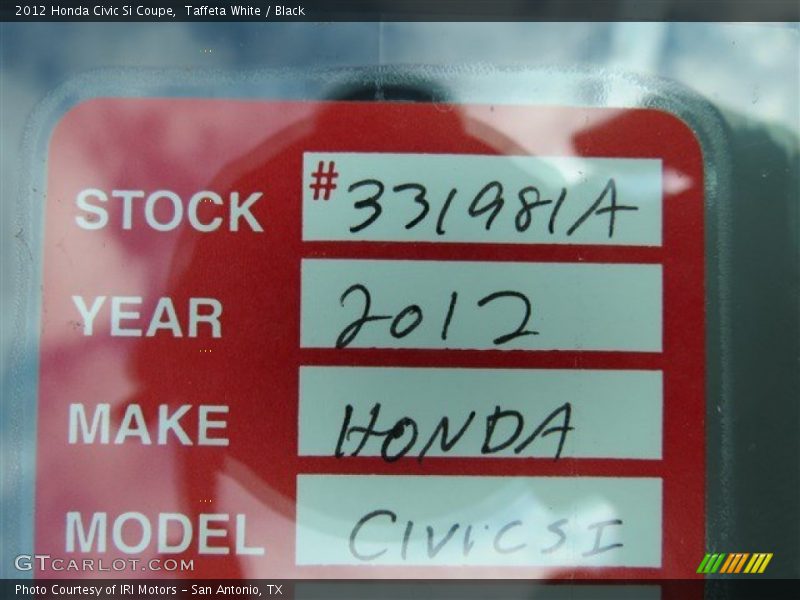 2012 Honda Civic Si Coupe,  Taffeta White / Black
STOCK # 331981A
YEAR 2012
MAKE HONDA
MODEL CIVIC SI
GTCARLOT.COM
Photo Courtesy of IRI Motors - San Antonio, TX